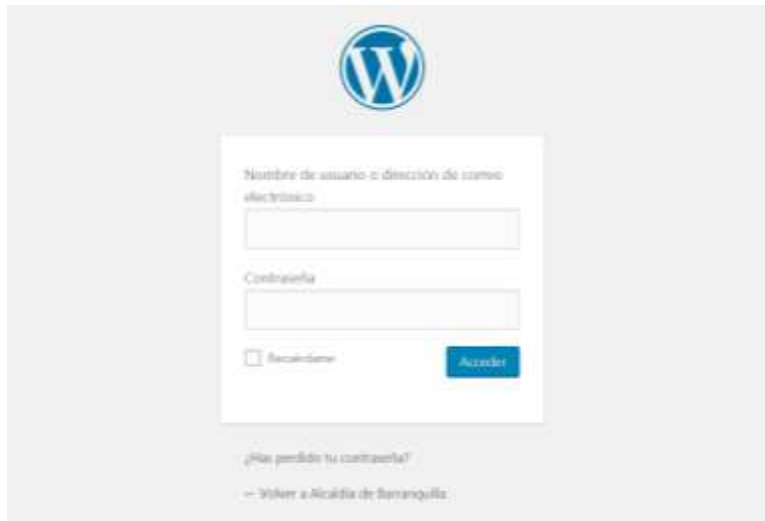 Nombre de usuario o dirección de correo
electrónico
Contraseña
Recuérdame
Acceder
¿Has perdido tu contraseña?
← Volver a Alcaldía de Barranquilla